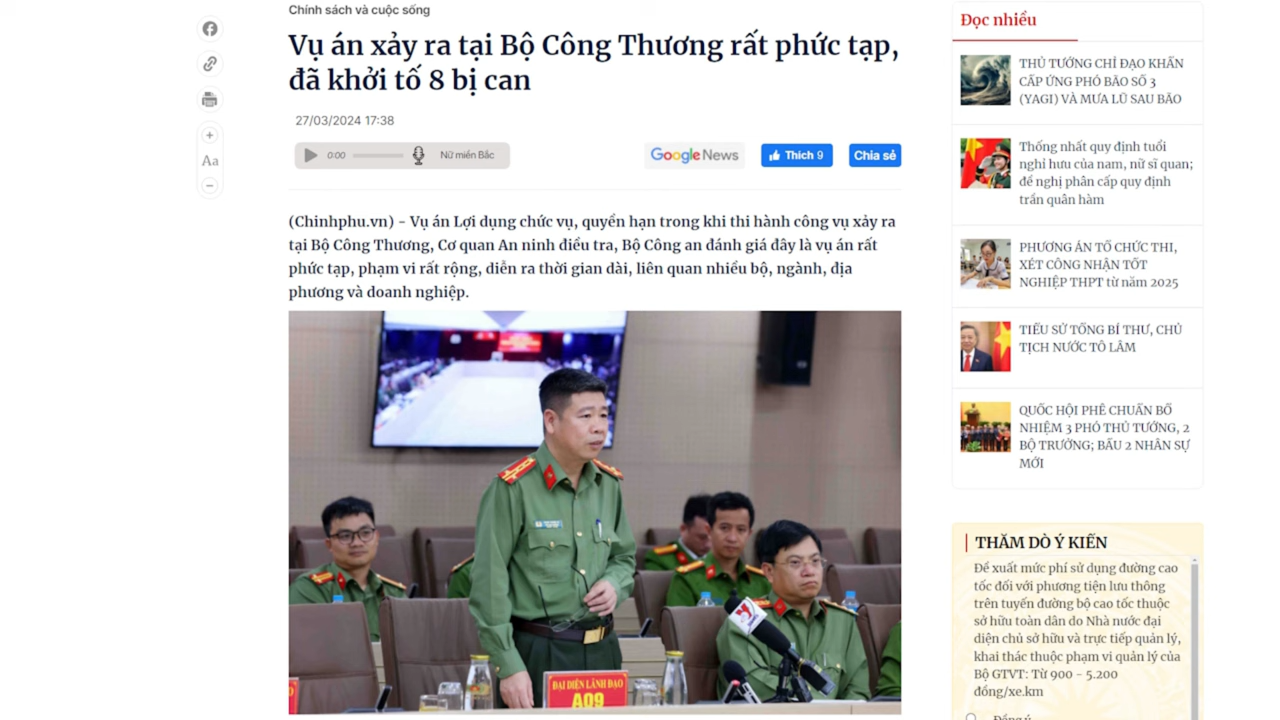 Chính sách và cuộc sống
Vụ án xảy ra tại Bộ Công Thương rất phức tạp,
đã khởi tố 8 bị can
27/03/2024 17:38
0:00
Nữ miền Bắc
Google News
Thích 9
Chia sẻ
Aa
(Chinhphu.vn) - Vụ án Lợi dụng chức vụ, quyền hạn trong khi thi hành công vụ xảy ra
tại Bộ Công Thương, Cơ quan An ninh điều tra, Bộ Công an đánh giá đây là vụ án rất
phức tạp, phạm vi rất rộng, diễn ra thời gian dài, liên quan nhiều bộ, ngành, địa
phương và doanh nghiệp.
ĐẠI DIỆN LÃNH ĐẠO
A09
Đọc nhiều
THỦ TƯỚNG CHỈ ĐẠO KHẨN
CẤP ỨNG PHÓ BÃO SỐ 3
(YAGI) VÀ MƯA LŨ SAU BÃO
Thống nhất quy định tuổi
nghỉ hưu của nam, nữ sĩ quan;
đề nghị phân cấp quy định
trần quân hàm
PHƯƠNG ÁN TỔ CHỨC THI,
XÉT CÔNG NHẬN TỐT
NGHIỆP THPT từ năm 2025
TIỂU SỬ TỔNG BÍ THƯ, CHỦ
TỊCH NƯỚC TÔ LÂM
QUỐC HỘI PHÊ CHUẨN BỔ
NHIỆM 3 PHÓ THỦ TƯỚNG, 2
BỘ TRƯỞNG; BẦU 2 NHÂN SỰ
MỚI
THĂM DÒ Ý KIẾN
Đề xuất mức phí sử dụng đường cao
tốc đối với phương tiện lưu thông
trên tuyến đường bộ cao tốc thuộc
sở hữu toàn dân do Nhà nước đại
diện chủ sở hữu và trực tiếp quản lý,
khai thác thuộc phạm vi quản lý của
Bộ GTVT: Từ 900 - 5.200
đồng/xe.km
Đồng ý